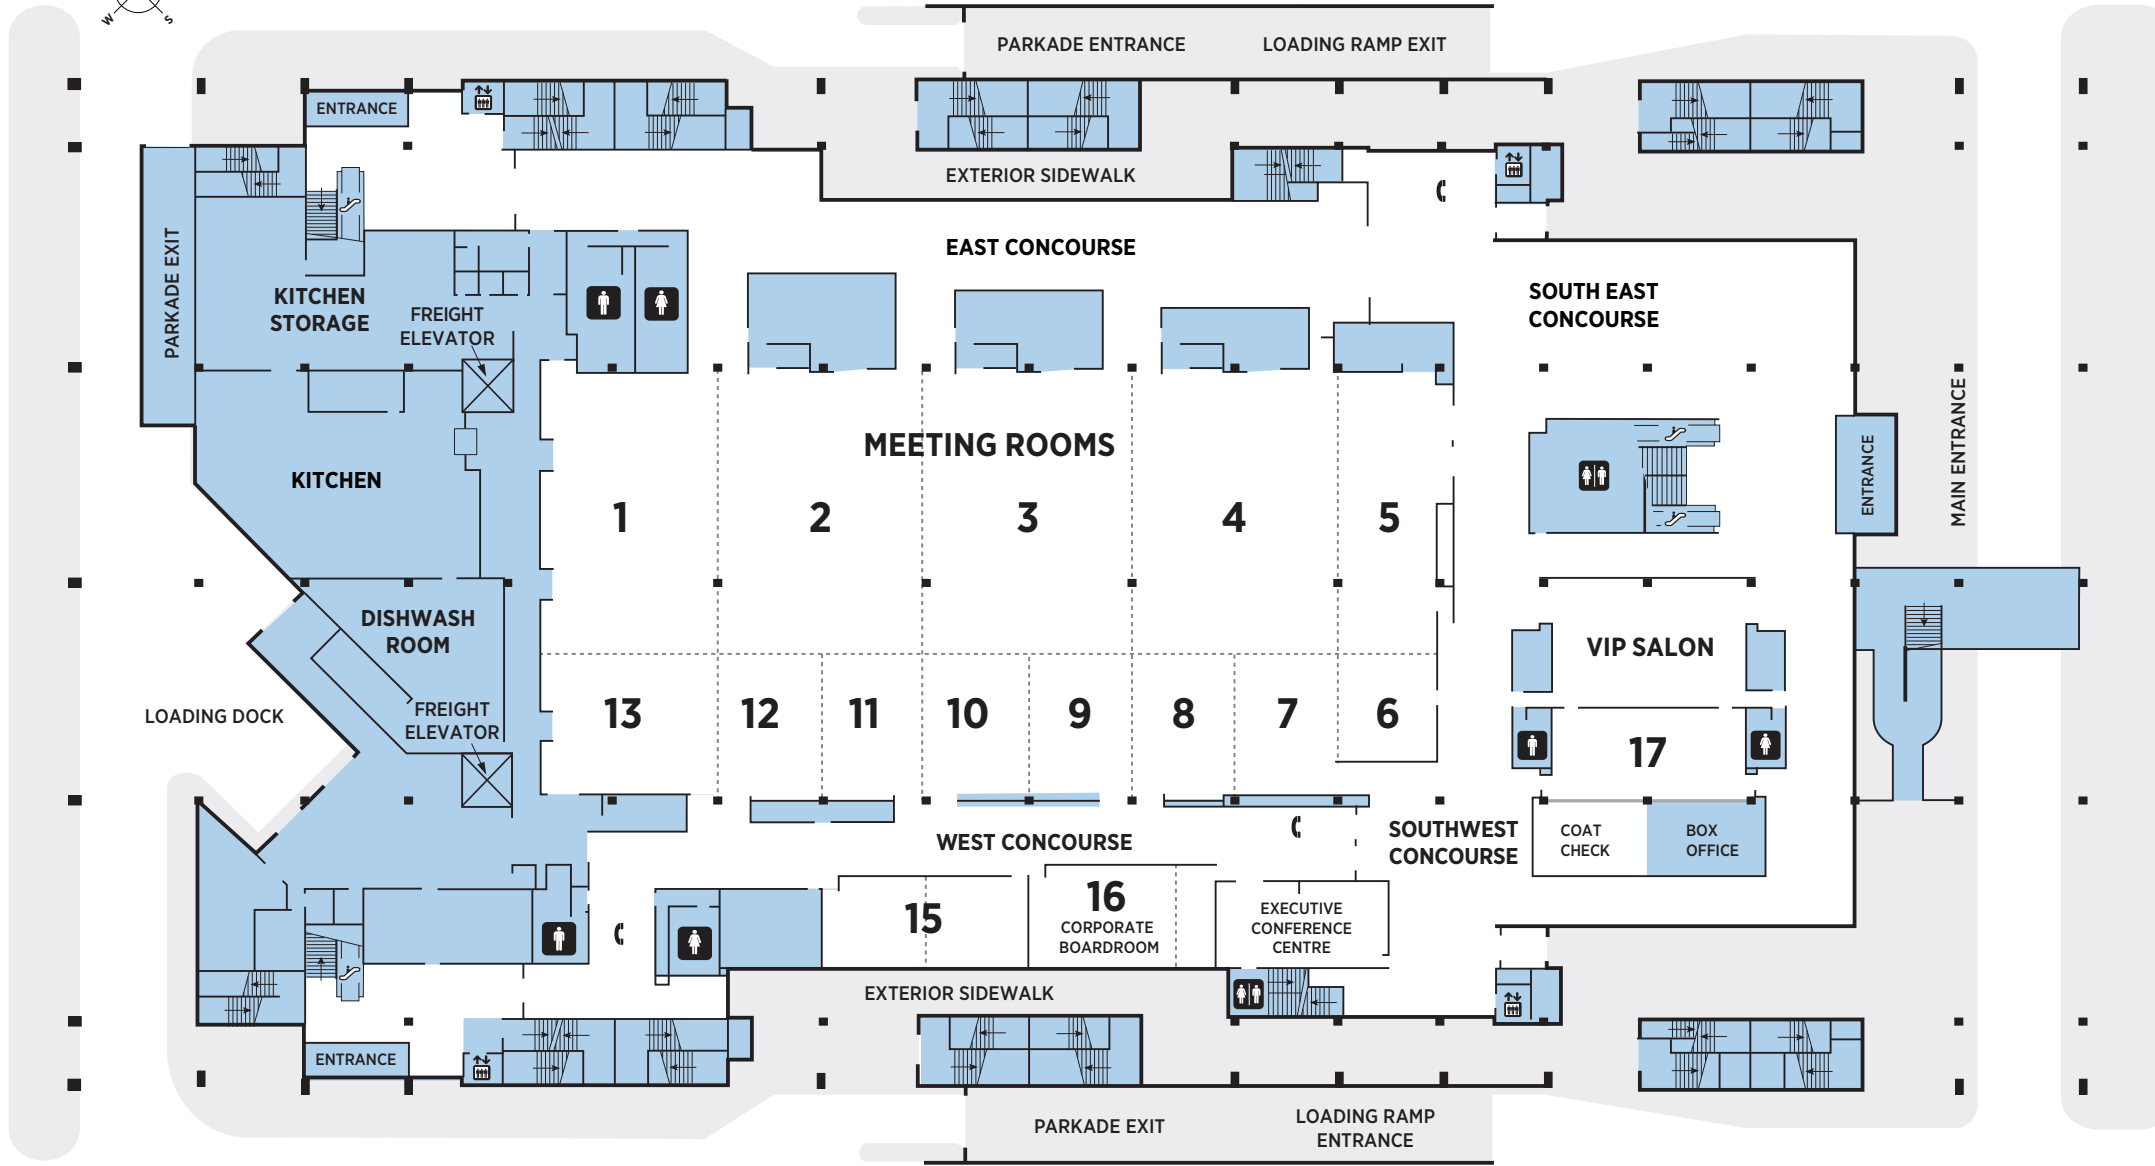 W
S
PARKADE ENTRANCE
LOADING RAMP EXIT
ENTRANCE
EXTERIOR SIDEWALK
EAST CONCOURSE
PARKADE EXIT
KITCHEN
STORAGE
FREIGHT
ELEVATOR
SOUTH EAST
CONCOURSE
MEETING ROOMS
KITCHEN
1
2
3
4
5
ENTRANCE
MAIN ENTRANCE
DISHWASH
ROOM
VIP SALON
LOADING DOCK
FREIGHT
ELEVATOR
13
12
11
10
9
8
7
6
17
WEST CONCOURSE
SOUTHWEST
CONCOURSE
COAT
CHECK
BOX
OFFICE
15
16
CORPORATE
BOARDROOM
EXECUTIVE
CONFERENCE
CENTRE
EXTERIOR SIDEWALK
ENTRANCE
PARKADE EXIT
LOADING RAMP
ENTRANCE